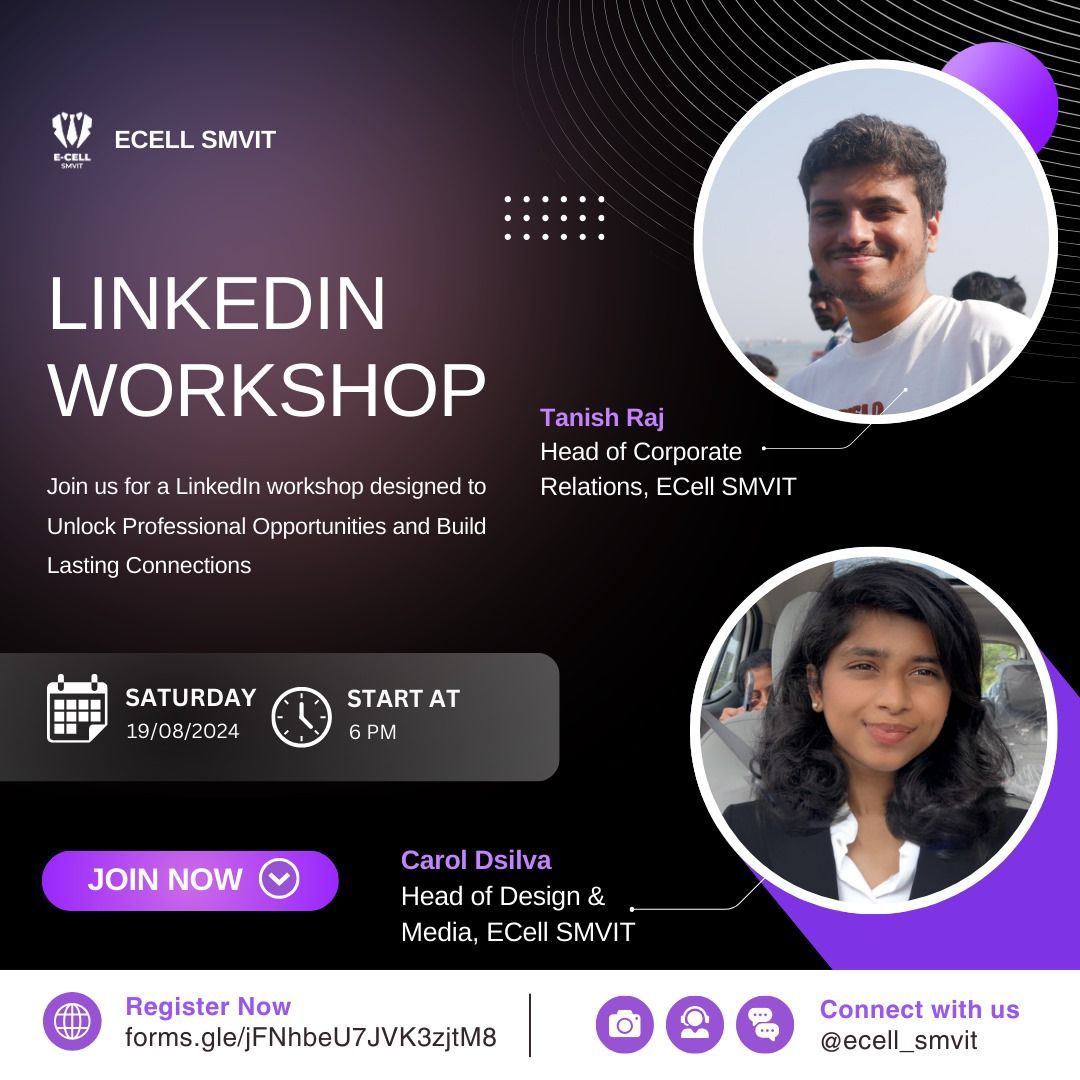 E-CELL
SMVIT
ECELL SMVIT
LINKEDIN
WORKSHOP
Join us for a LinkedIn workshop designed to
Unlock Professional Opportunities and Build
Lasting Connections
Tanish Raj
Head of Corporate
Relations, ECell SMVIT
SATURDAY
19/08/2024
START AT
6 PM
JOIN NOW
Carol Dsilva
Head of Design &
Media, ECell SMVIT
Register Now
forms.gle/jFNhbeU7JVK3zjtM8
Connect with us
@ecell_smvit